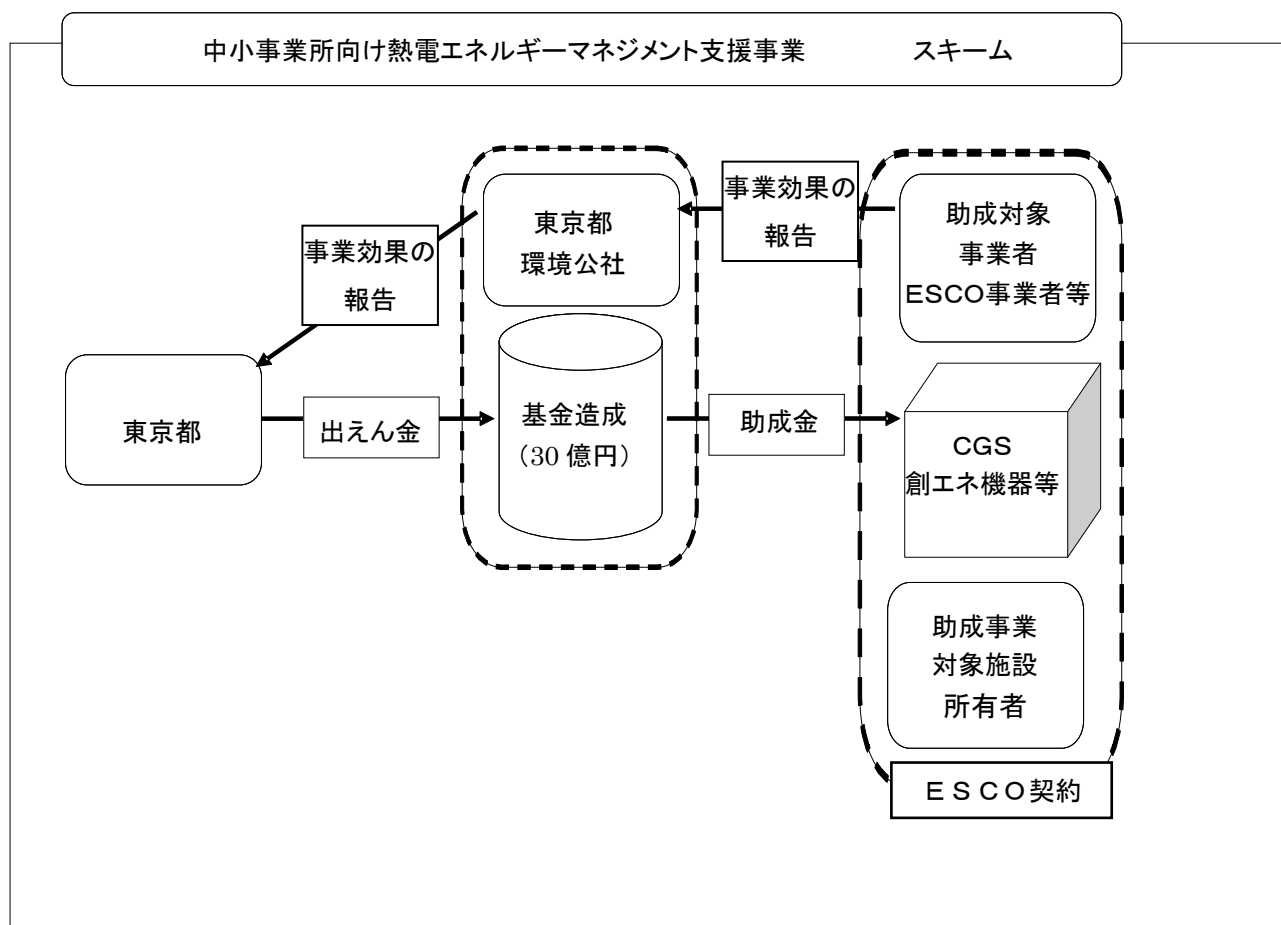 中小事業所向け熱電エネルギーマネジメント支援事業　　　スキーム
事業効果の
報告
東京都
環境公社
事業効果の
報告
助成対象
事業者
ESCO事業者等
東京都
出えん金
基金造成
（30 億円）
助成金
CGS
創エネ機器等
助成事業
対象施設
所有者
ＥＳＣＯ契約